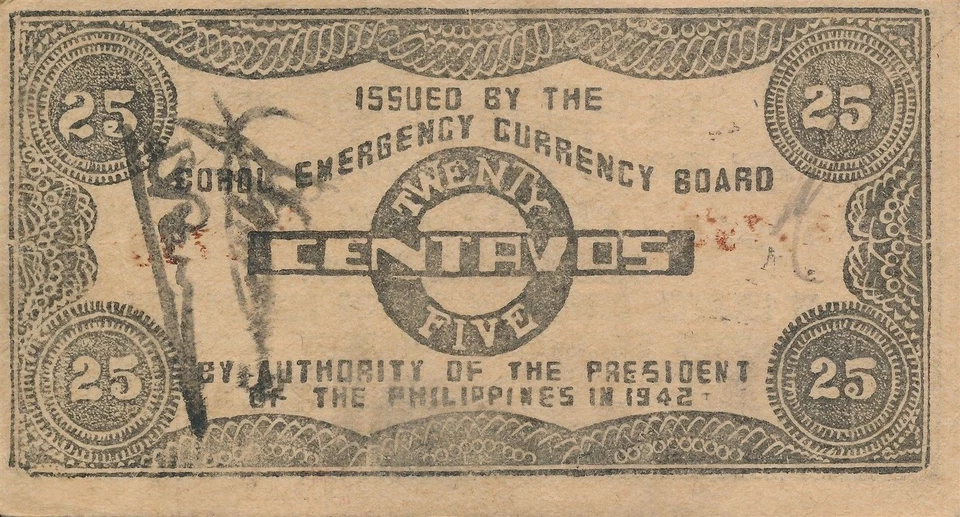 25 25
ISSUED BY THE
BOHOL EMERGENCY CURRENCY BOARD
TWENTY
CENTAVOS
FIVE
25 25
BY AUTHORITY OF THE PRESIDENT
OF THE PHILIPPINES IN 1942